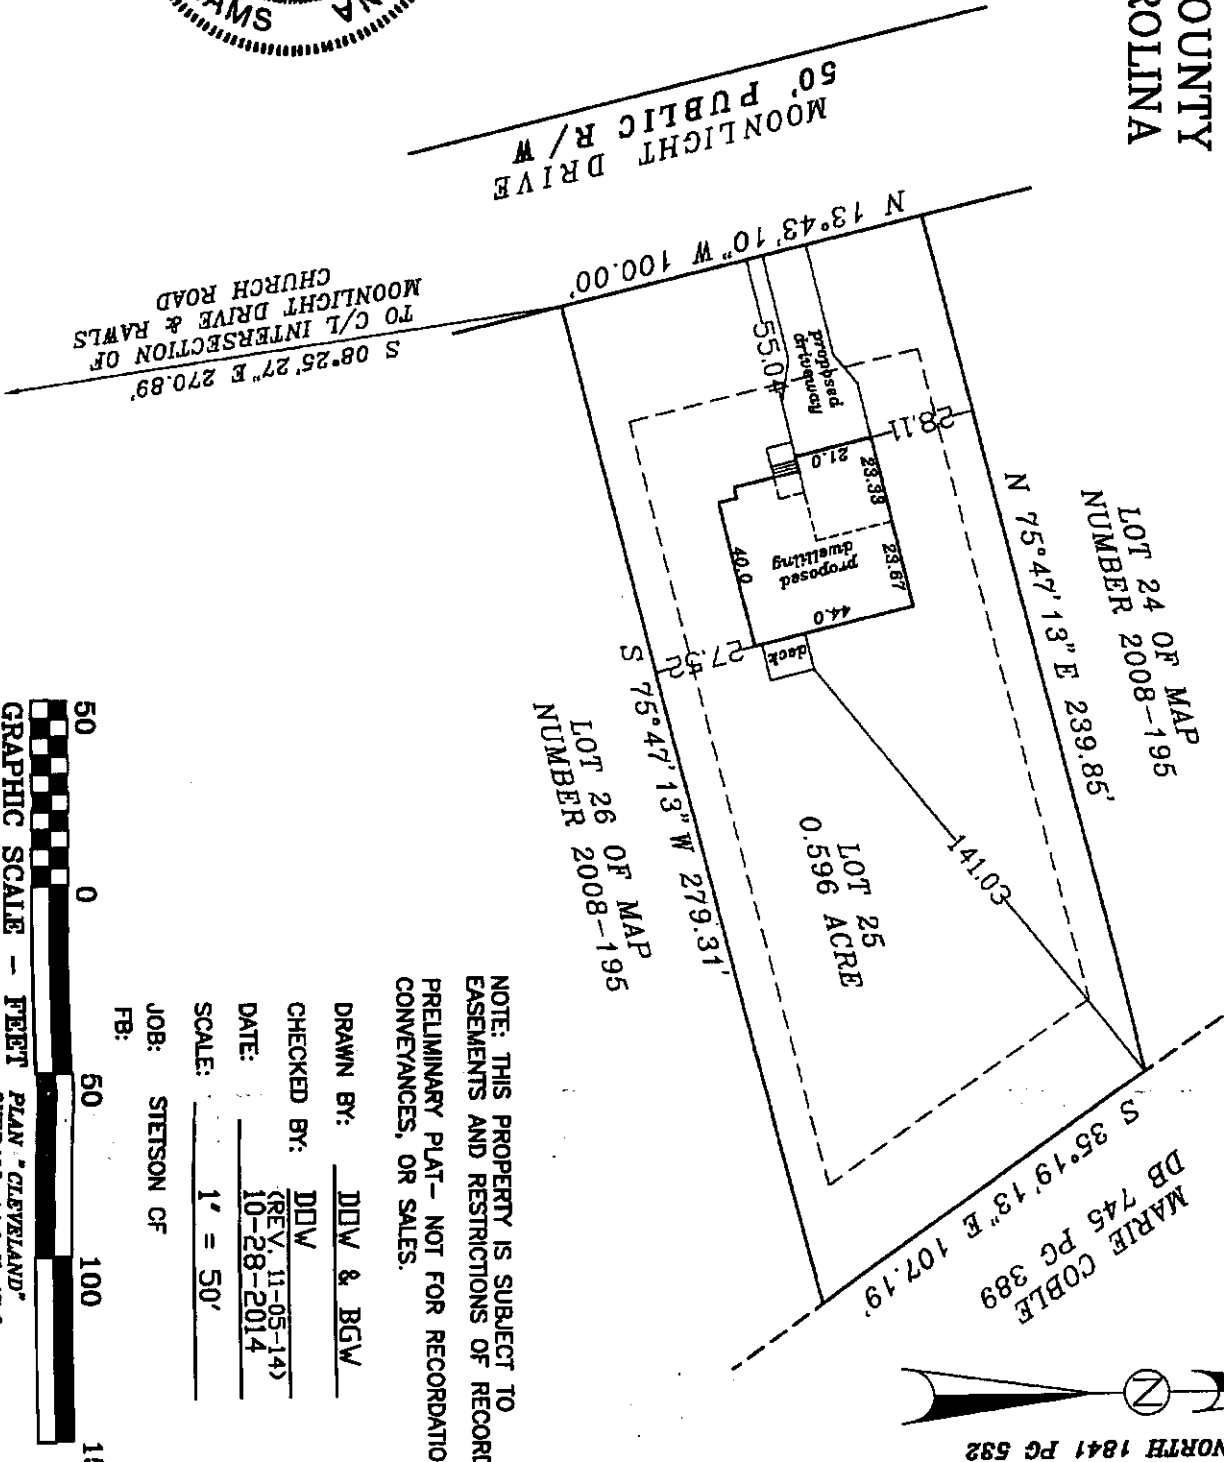 OUNTY
ROLINA
AMS
NA
MOONLIGHT DRIVE
50' PUBLIC R/W
N 13°43'10" W 100.00'
S 08°25'27" E 270.89'
TO C/L INTERSECTION OF
MOONLIGHT DRIVE & RAWLS
CHURCH ROAD
55.04
proposed
driveway
28.11
21.0
23.33
23.67
40.0
proposed
dwelling
44.0
deck
27.52
LOT 24 OF MAP
NUMBER 2008-195
N 75°47'13" E 239.85'
LOT 25
0.596 ACRE
141.03
S 75°47'13" W 279.31'
LOT 26 OF MAP
NUMBER 2008-195
S 35°19'13" E 107.19'
MARIE COBLE
DB 745 PG 389
N
NORTH 1841 PG 532
NOTE: THIS PROPERTY IS SUBJECT TO
EASEMENTS AND RESTRICTIONS OF RECORD
PRELIMINARY PLAT- NOT FOR RECORDATIO
CONVEYANCES, OR SALES.
DRAWN BY: DDW & BGW
CHECKED BY: DDW
(REV. 11-05-14)
DATE: 10-28-2014
SCALE: 1" = 50'
JOB: STETSON CF
FB:
50 0 50 100 15
GRAPHIC SCALE - FEET
PLAN "CLEVELAND"